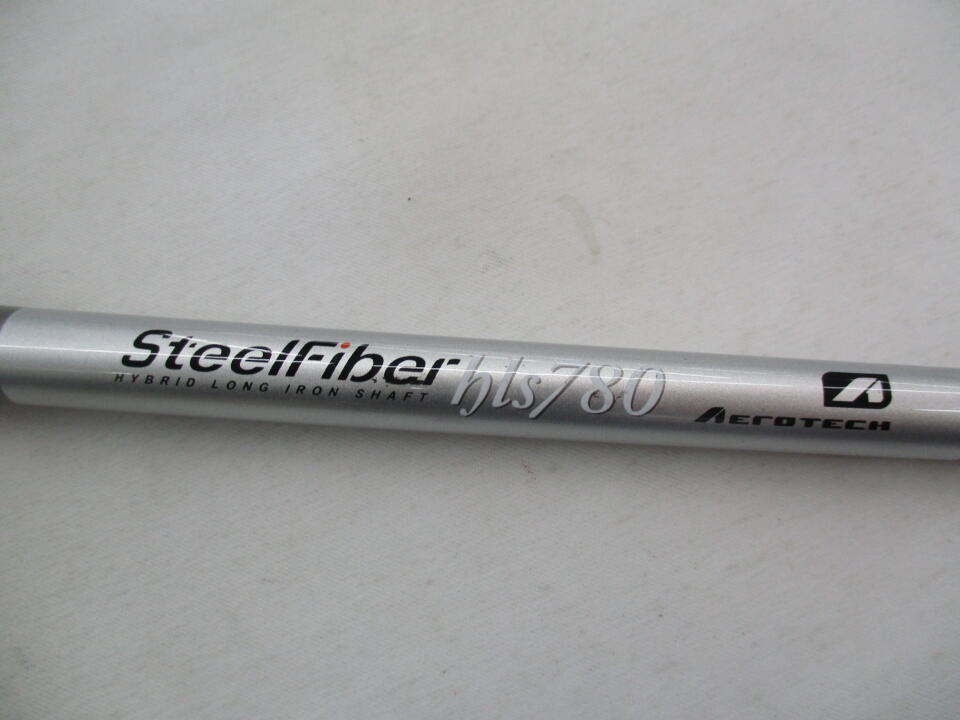 SteelFiber hls780
HYBRID LONG IRON SHAFT
AEROTECH